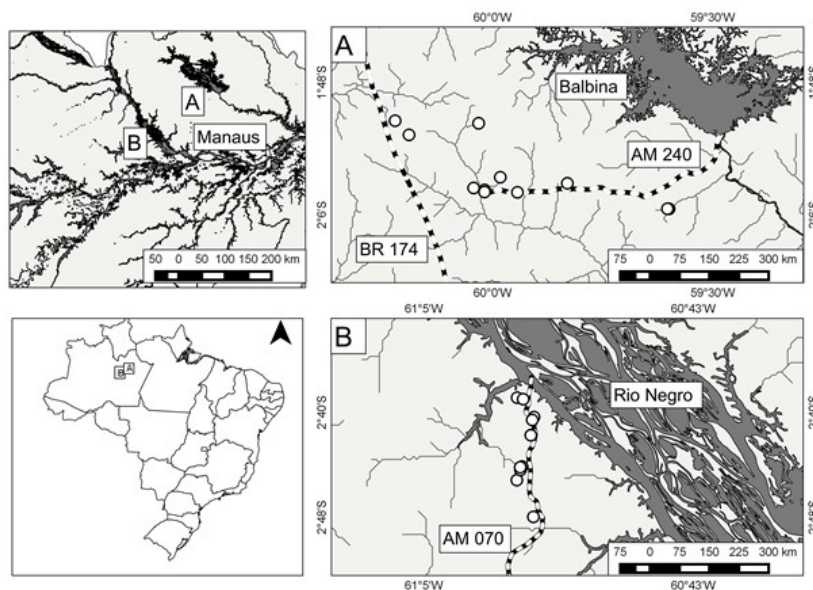 A
B
Manaus
50 0 50 100 150 200 km
60°0'W 59°30'W
A
1°48'S 1°48'S
Balbina
AM 240
2°6'S 2°6'S
BR 174
75 0 75 150 225 300 km
60°0'W 59°30'W
B
A
61°5'W 60°43'W
B
Rio Negro
2°40'S 2°40'S
2°48'S 2°48'S
AM 070
75 0 75 150 225 300 km
61°5'W 60°43'W